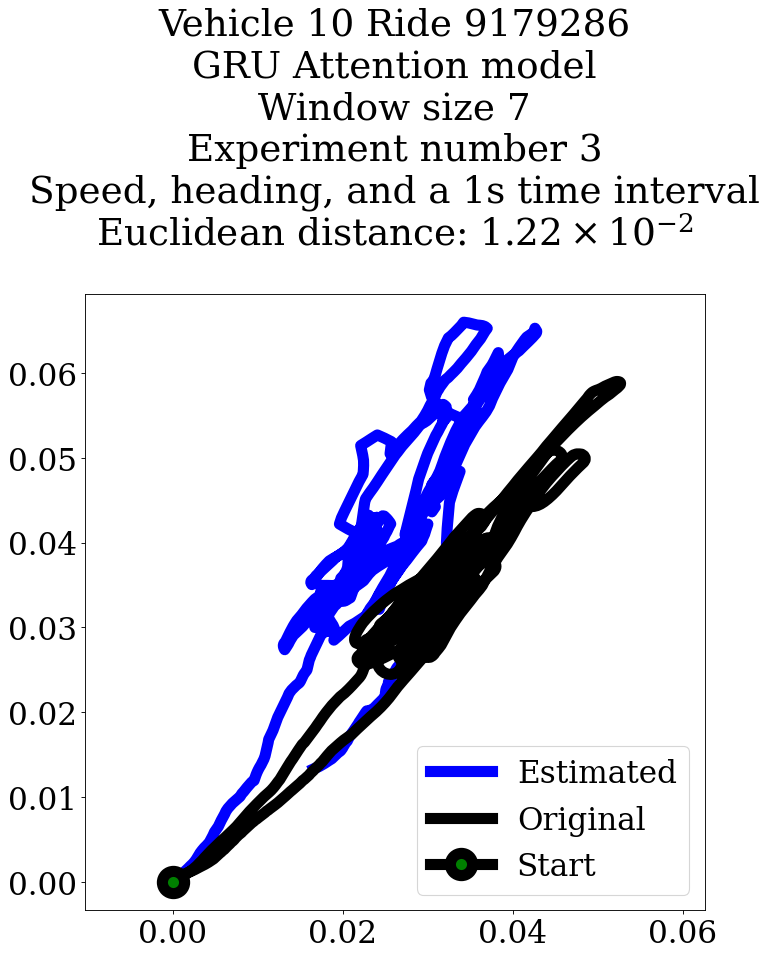 Vehicle 10 Ride 9179286
GRU Attention model
Window size 7
Experiment number 3
Speed, heading, and a 1s time interval
Euclidean distance: 1.22 × 10⁻²
0.06
0.05
0.04
0.03
0.02
0.01
0.00
0.00 0.02 0.04 0.06
Estimated
Original
Start